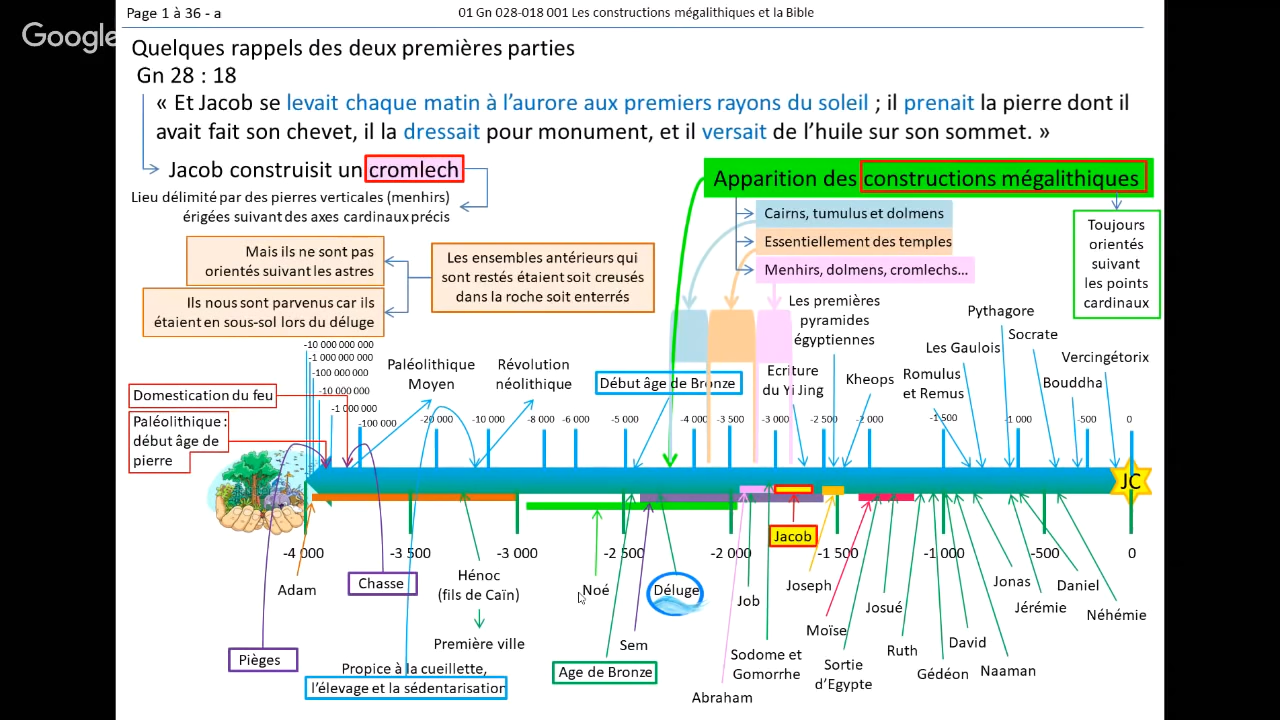 Google
Page 1 à 36 - a
01 Gn 028-018 001 Les constructions mégalithiques et la Bible
Quelques rappels des deux premières parties
Gn 28 : 18
« Et Jacob se levait chaque matin à l’aurore aux premiers rayons du soleil ; il prenait la pierre dont il
avait fait son chevet, il la dressait pour monument, et il versait de l’huile sur son sommet. »
Jacob construisit un cromlech
Lieu délimité par des pierres verticales (menhirs)
érigées suivant des axes cardinaux précis
Apparition des constructions mégalithiques
Cairns, tumulus et dolmens
Essentiellement des temples
Menhirs, dolmens, cromlechs...
Toujours
orientés
suivant
les points
cardinaux
Mais ils ne sont pas
orientés suivant les astres
Ils nous sont parvenus car ils
étaient en sous-sol lors du déluge
Les ensembles antérieurs qui
sont restés étaient soit creusés
dans la roche soit enterrés
Les premières
pyramides
égyptiennes
Pythagore
Socrate
Les Gaulois
Vercingétorix
-10 000 000 000
-1 000 000 000
-100 000 000
-10 000 000
-1 000 000
-100 000
Paléolithique
Moyen
Révolution
néolithique
Début âge de Bronze
Ecriture
du Yi Jing
Kheops
Romulus
et Remus
Bouddha
Domestication du feu
Paléolithique :
début âge de
pierre
-20 000
-10 000
-8 000
-6 000
-5 000
-4 000
-3 500
-3 000
-2 500
-2 000
-1 500
-1 000
-500
0
JC
-4 000
-3 500
-3 000
-2 500
-2 000
-1 500
-1 000
-500
0
Jacob
Adam
Chasse
Hénoc
(fils de Caïn)
Première ville
Noé
Déluge
Job
Joseph
Josué
Jonas
Jérémie
Daniel
Néhémie
Pièges
Propice à la cueillette,
l’élevage et la sédentarisation
Sem
Age de Bronze
Abraham
Sodome et
Gomorrhe
Moïse
Sortie
d’Egypte
Ruth
Gédéon
David
Naaman